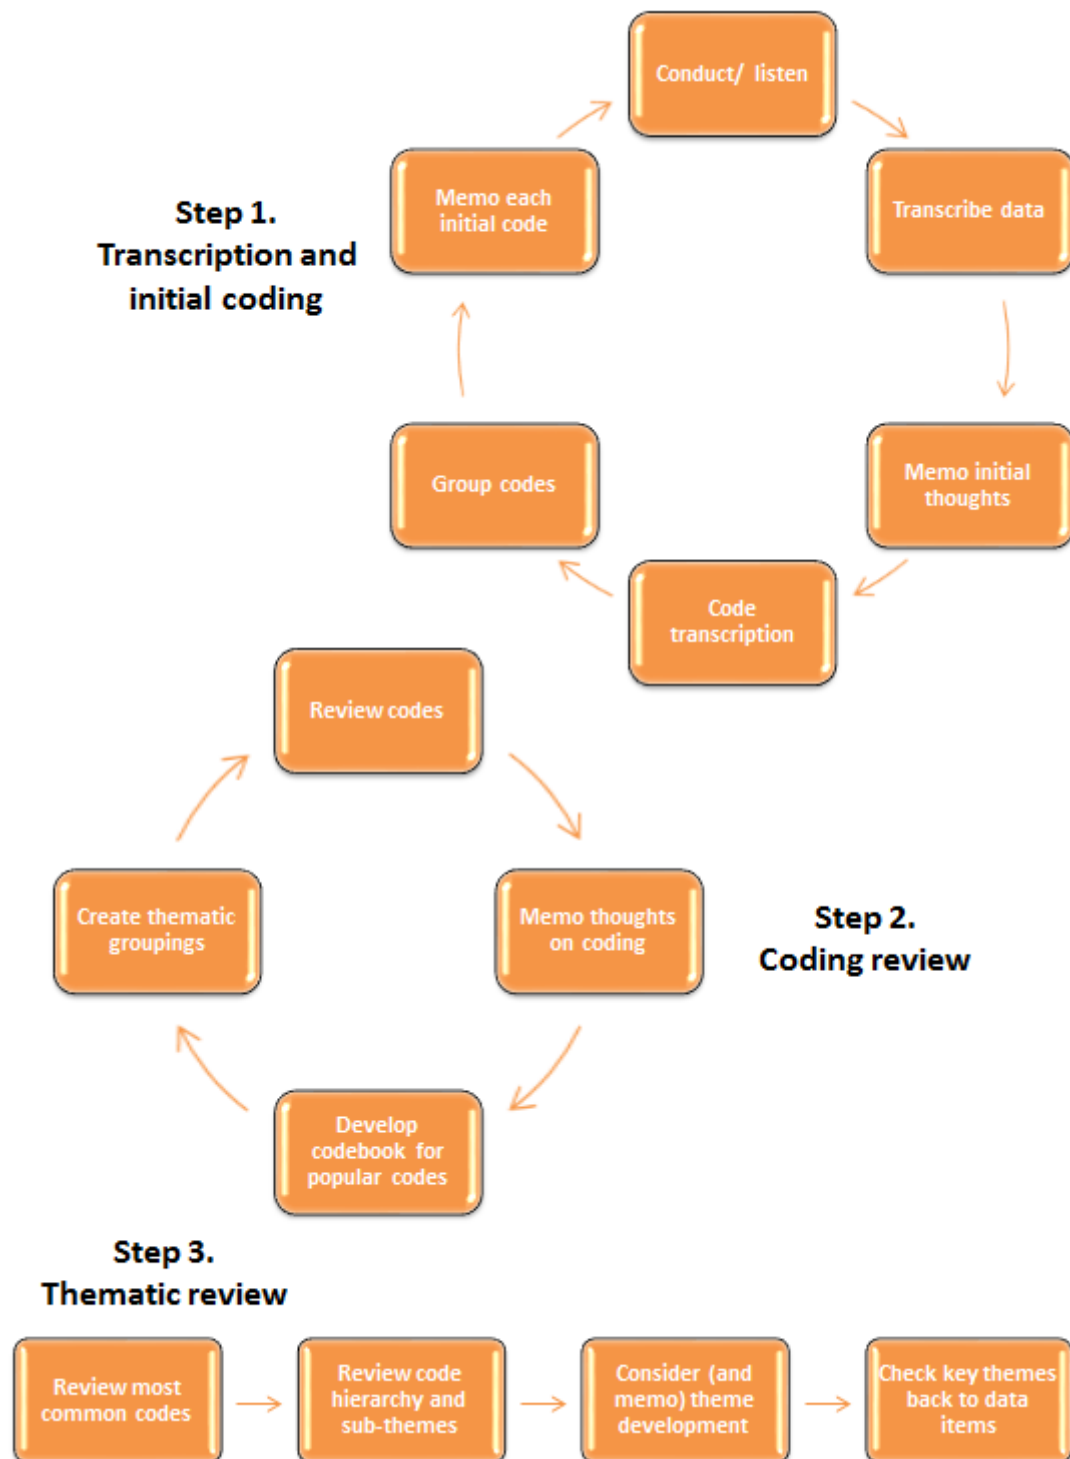 Step 1.
Transcription and
initial coding
Conduct/ listen
Transcribe data
Memo initial
thoughts
Code
transcription
Group codes
Memo each
initial code
Step 2.
Coding review
Review codes
Memo thoughts
on coding
Develop
codebook for
popular codes
Create thematic
groupings
Step 3.
Thematic review
Review most
common codes
Review code
hierarchy and
sub-themes
Consider (and
memo) theme
development
Check key themes
back to data
items